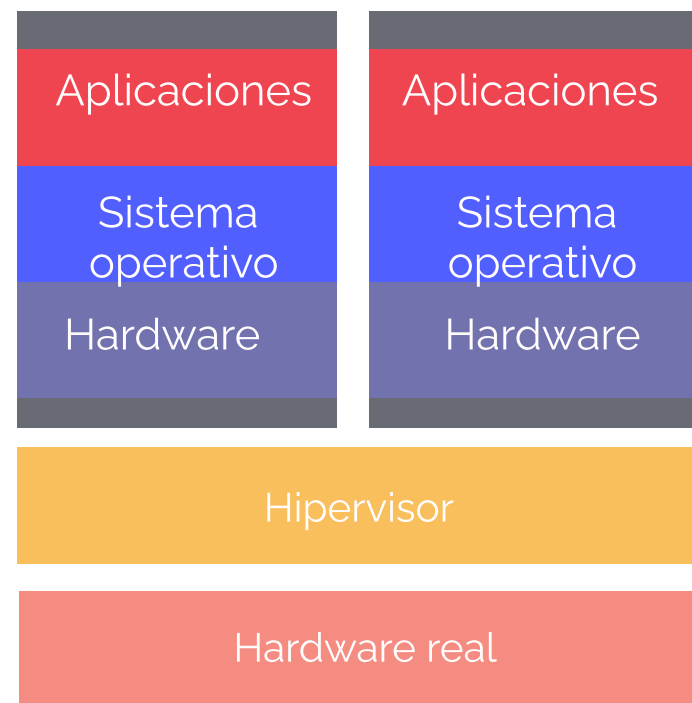 Aplicaciones
Sistema
operativo
Hardware
Aplicaciones
Sistema
operativo
Hardware
Hipervisor
Hardware real